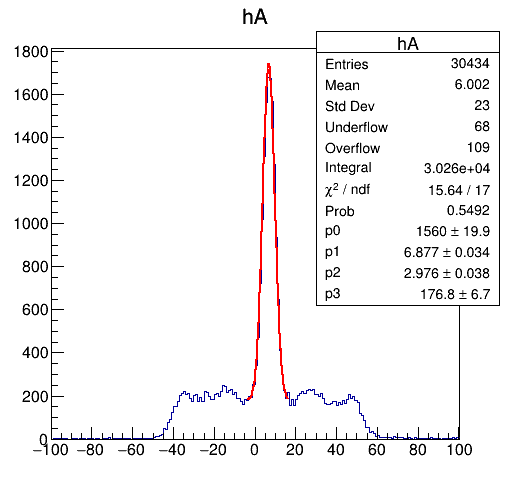 hA
hA
Entries 30434
Mean 6.002
Std Dev 23
Underflow 68
Overflow 109
Integral 3.026e+04
χ² / ndf 15.64 / 17
Prob 0.5492
p0 1560 ± 19.9
p1 6.877 ± 0.034
p2 2.976 ± 0.038
p3 176.8 ± 6.7
1800
1600
1400
1200
1000
800
600
400
200
0
−100 −80 −60 −40 −20 0 20 40 60 80 100